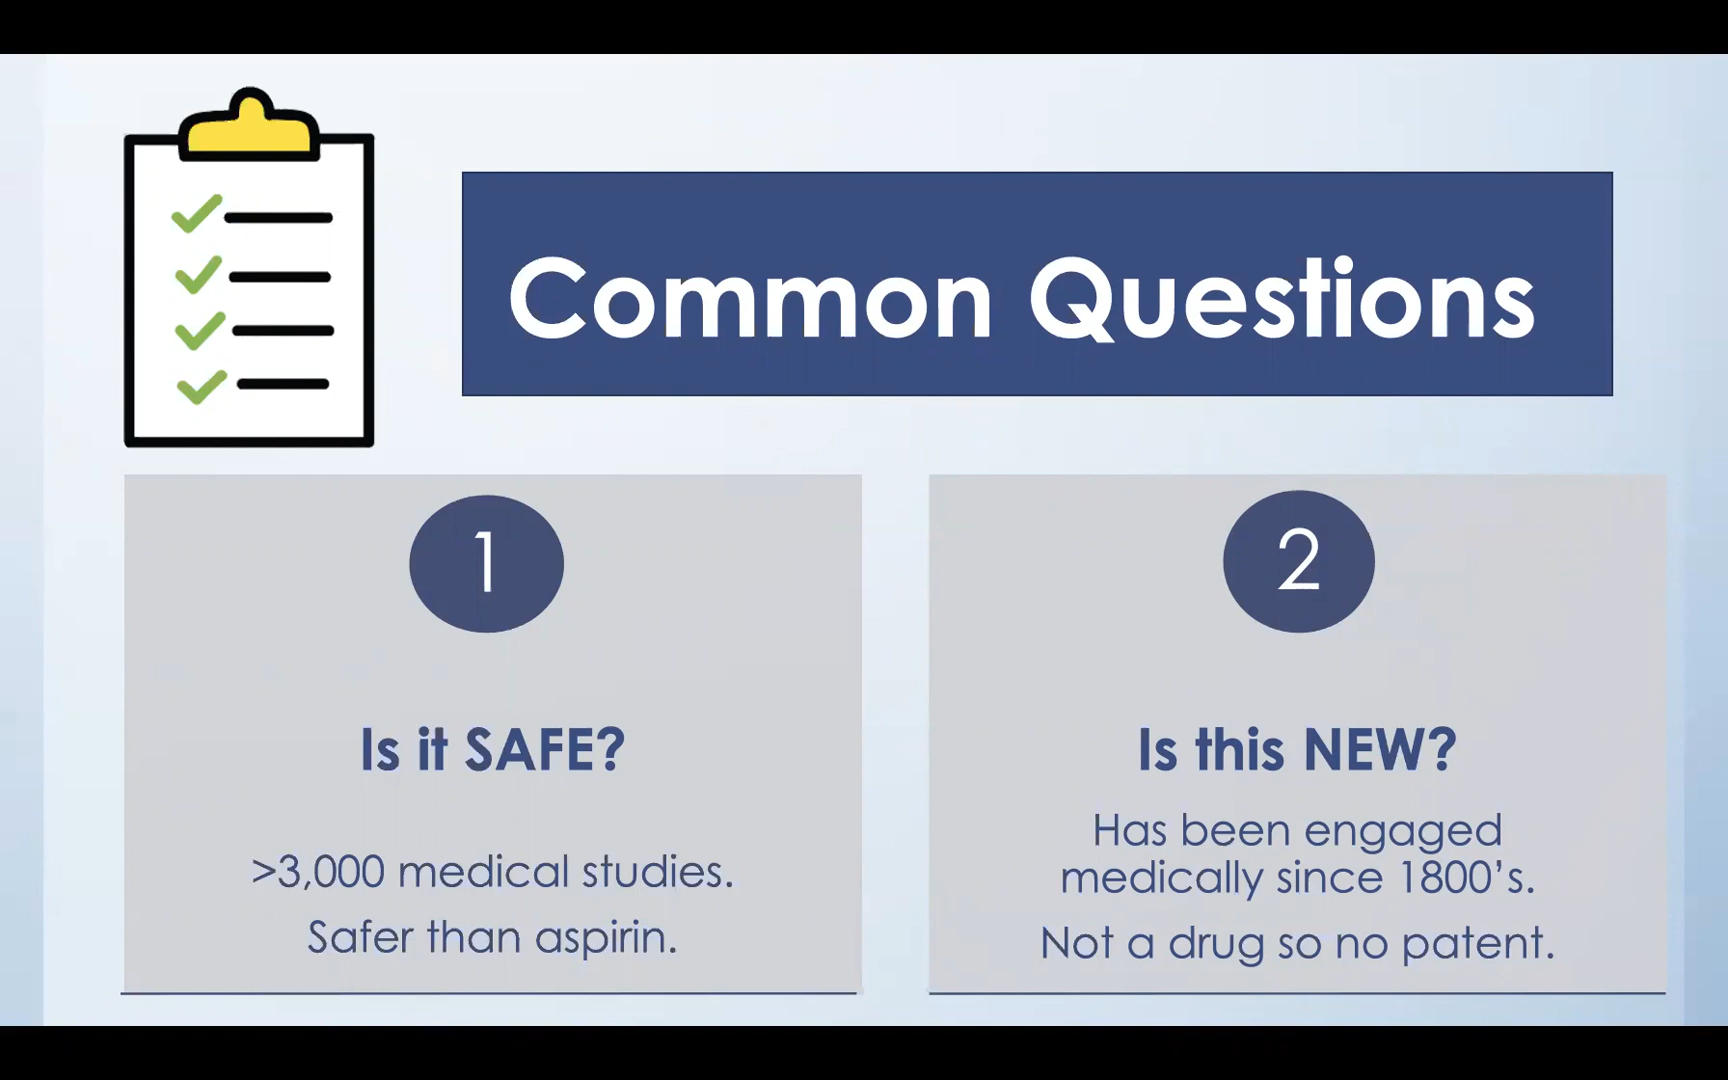 Common Questions
1
Is it SAFE?
>3,000 medical studies.
Safer than aspirin.
2
Is this NEW?
Has been engaged
medically since 1800’s.
Not a drug so no patent.